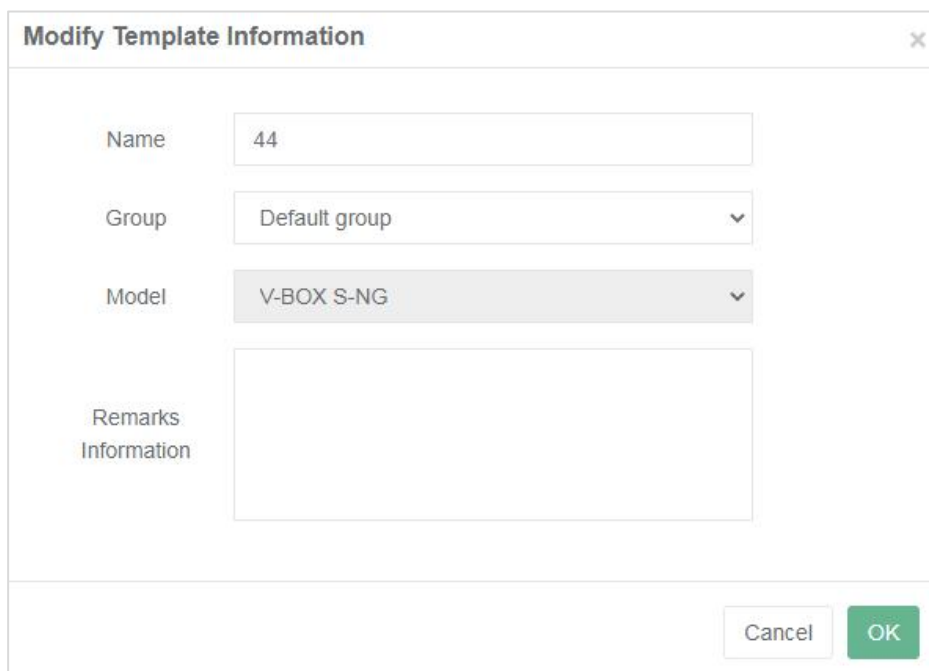 Modify Template Information
×
Name
44
Group
Default group
Model
V-BOX S-NG
Remarks
Information
Cancel
OK